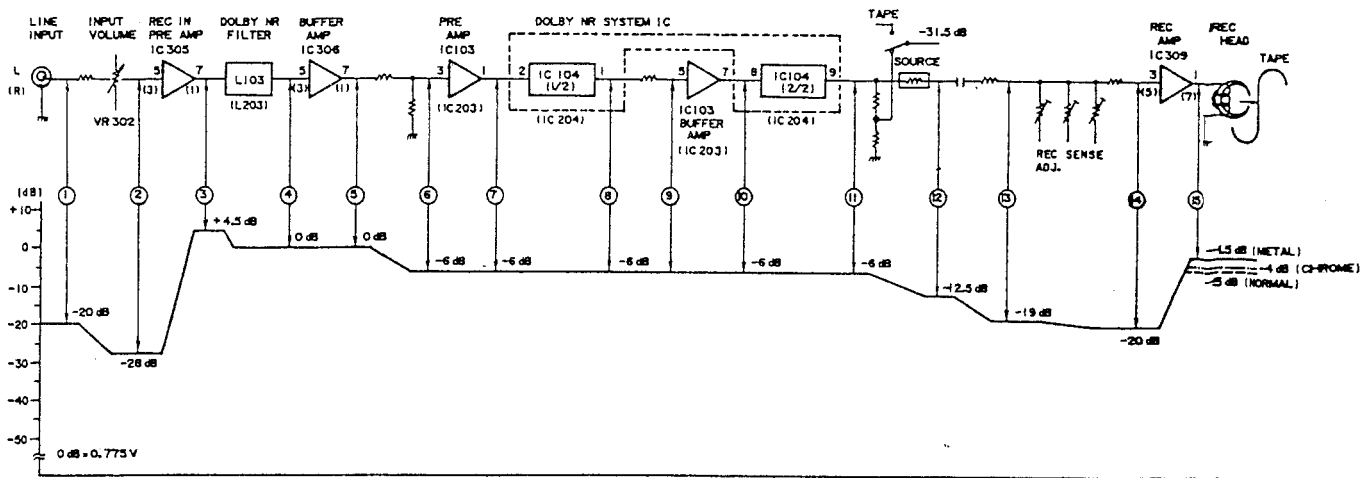 LINE INPUT
INPUT VOLUME
REC IN PRE AMP IC305
DOLBY NR FILTER
BUFFER AMP IC306
PRE AMP IC103
DOLBY NR SYSTEM IC
TAPE
-31.5 dB
SOURCE
REC AMP IC309
REC HEAD
TAPE
L
(R)
VR302
5
(3)
7
(1)
L103
(L203)
5
(3)
7
(1)
3
1
(IC203)
2
IC104
(1/2)
1
(IC204)
5
7
IC103
BUFFER
AMP
(IC203)
8
IC104
(2/2)
9
(IC204)
REC SENSE
ADJ.
3
(5)
1
(7)
1
2
3
4
5
6
7
8
9
10
11
12
13
14
15
(dB)
+10
0
-10
-20
-30
-40
-50
-20 dB
-28 dB
+4.5 dB
0 dB
0 dB
-6 dB
-6 dB
-6 dB
-6 dB
-6 dB
-6 dB
-12.5 dB
-19 dB
-20 dB
-1.5 dB (METAL)
-4 dB (CHROME)
-5 dB (NORMAL)
0 dB = 0.775 V